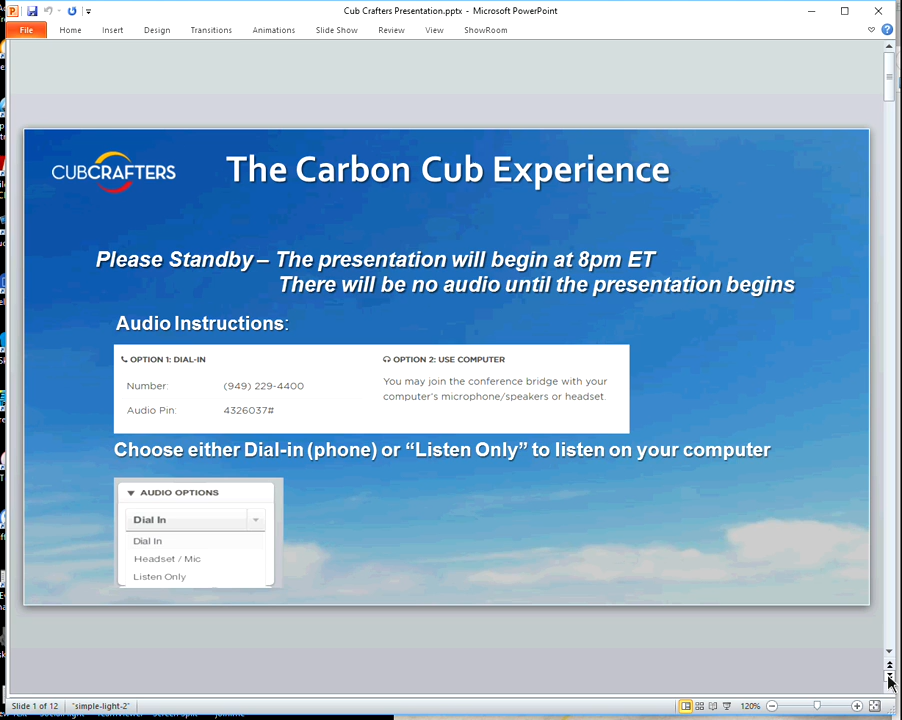 Cub Crafters Presentation.pptx - Microsoft PowerPoint
File Home Insert Design Transitions Animations Slide Show Review View ShowRoom
CUBCRAFTERS
The Carbon Cub Experience
Please Standby – The presentation will begin at 8pm ET
There will be no audio until the presentation begins
Audio Instructions:
OPTION 1: DIAL-IN
Number: (949) 229-4400
Audio Pin: 4326037#
OPTION 2: USE COMPUTER
You may join the conference bridge with your
computer's microphone/speakers or headset.
Choose either Dial-in (phone) or “Listen Only” to listen on your computer
AUDIO OPTIONS
Dial In
Dial In
Headset / Mic
Listen Only
Slide 1 of 12 "simple-light-2" 120%